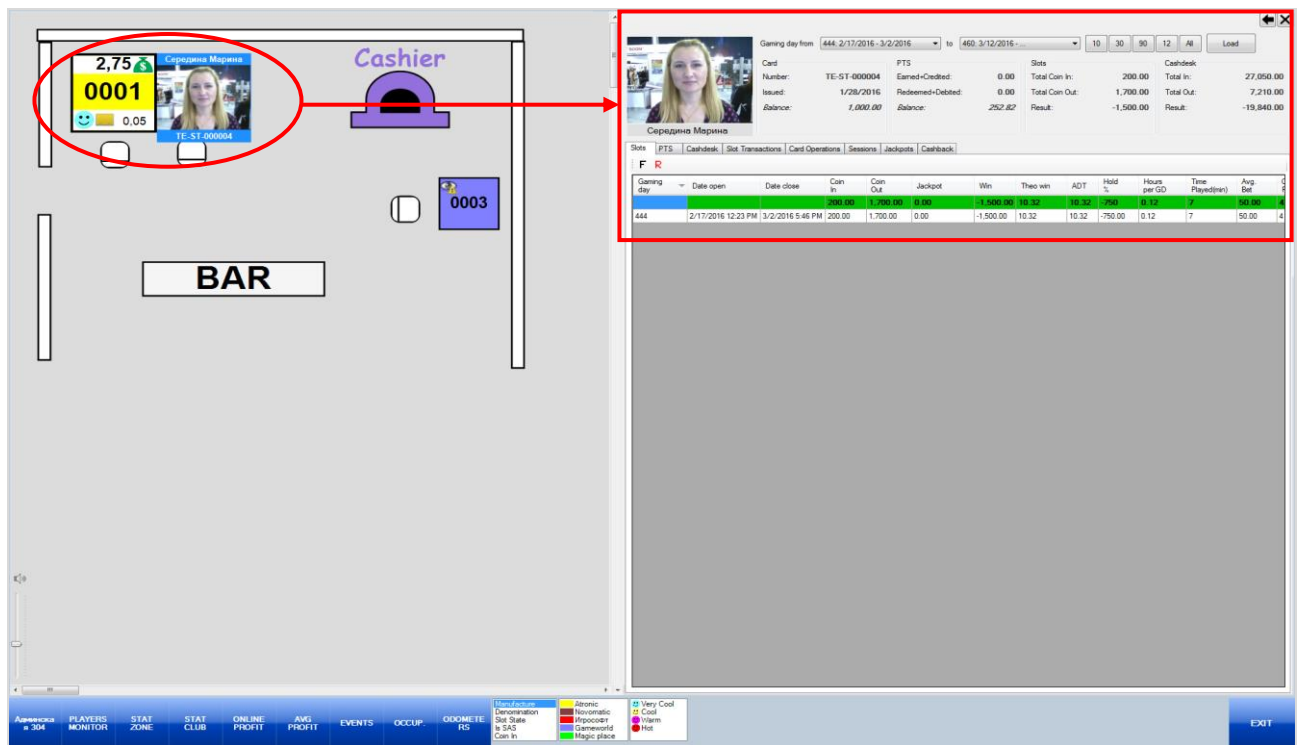 2,75
0001
0,05
Середина Марина
TE-ST-000004
Cashier
0003
BAR
Gaming day from 444: 2/17/2016 - 3/2/2016 to 460: 3/12/2016 - ... 10 30 90 12 All Load
Card PTS Slots Cashdesk
Number: TE-ST-000004 Earned+Credited: 0.00 Total Coin In: 200.00 Total In: 27,050.00
Issued: 1/28/2016 Redeemed+Debited: 0.00 Total Coin Out: 1,700.00 Total Out: 7,210.00
Balance: 1,000.00 Balance: 252.82 Result: -1,500.00 Result: -19,840.00
Середина Марина
Slots PTS Cashdesk Slot Transactions Card Operations Sessions Jackpots Cashback
F R
Gaming day Date open Date close Coin In Coin Out Jackpot Win Theo win ADT Hold % Hours per GD Time Played(min) Avg. Bet
200.00 1,700.00 0.00 -1,500.00 10.32 10.32 -750 0.12 7 50.00 4
444 2/17/2016 12:23 PM 3/2/2016 5:46 PM 200.00 1,700.00 0.00 -1,500.00 10.32 10.32 -750.00 0.12 7 50.00 4
Админска
я 304
PLAYERS
MONITOR
STAT
ZONE
STAT
CLUB
ONLINE
PROFIT
AVG
PROFIT
EVENTS
OCCUP.
ODOMETE
RS
Manufacture
Denomination
Slot State
Is SAS
Coin In
Atronic
Novomatic
Игрософт
Gameworld
Magic place
Very Cool
Cool
Warm
Hot
EXIT